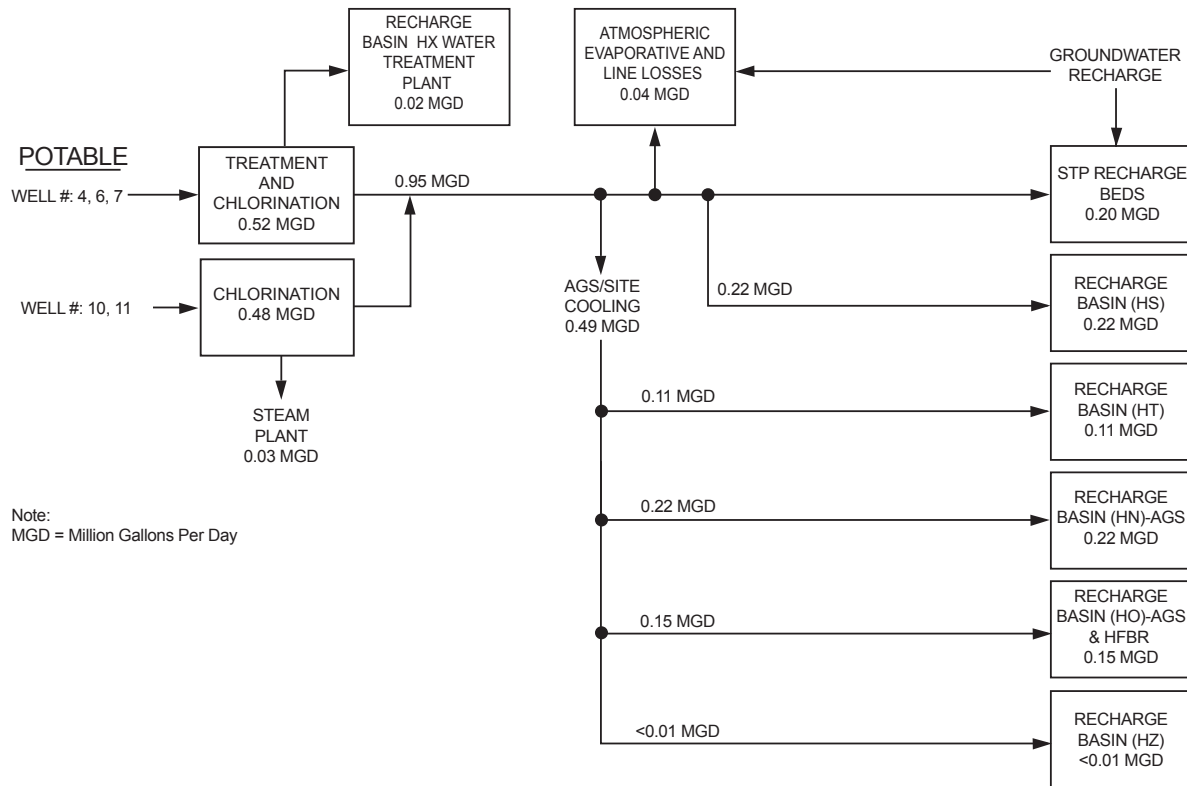 RECHARGE
BASIN HX WATER
TREATMENT
PLANT
0.02 MGD
ATMOSPHERIC
EVAPORATIVE AND
LINE LOSSES
0.04 MGD
GROUNDWATER
RECHARGE
POTABLE
WELL #: 4, 6, 7
TREATMENT
AND
CHLORINATION
0.52 MGD
0.95 MGD
STP RECHARGE
BEDS
0.20 MGD
WELL #: 10, 11
CHLORINATION
0.48 MGD
AGS/SITE
COOLING
0.49 MGD
0.22 MGD
RECHARGE
BASIN (HS)
0.22 MGD
STEAM
PLANT
0.03 MGD
0.11 MGD
RECHARGE
BASIN (HT)
0.11 MGD
Note:
MGD = Million Gallons Per Day
0.22 MGD
RECHARGE
BASIN (HN)-AGS
0.22 MGD
0.15 MGD
RECHARGE
BASIN (HO)-AGS
& HFBR
0.15 MGD
<0.01 MGD
RECHARGE
BASIN (HZ)
<0.01 MGD